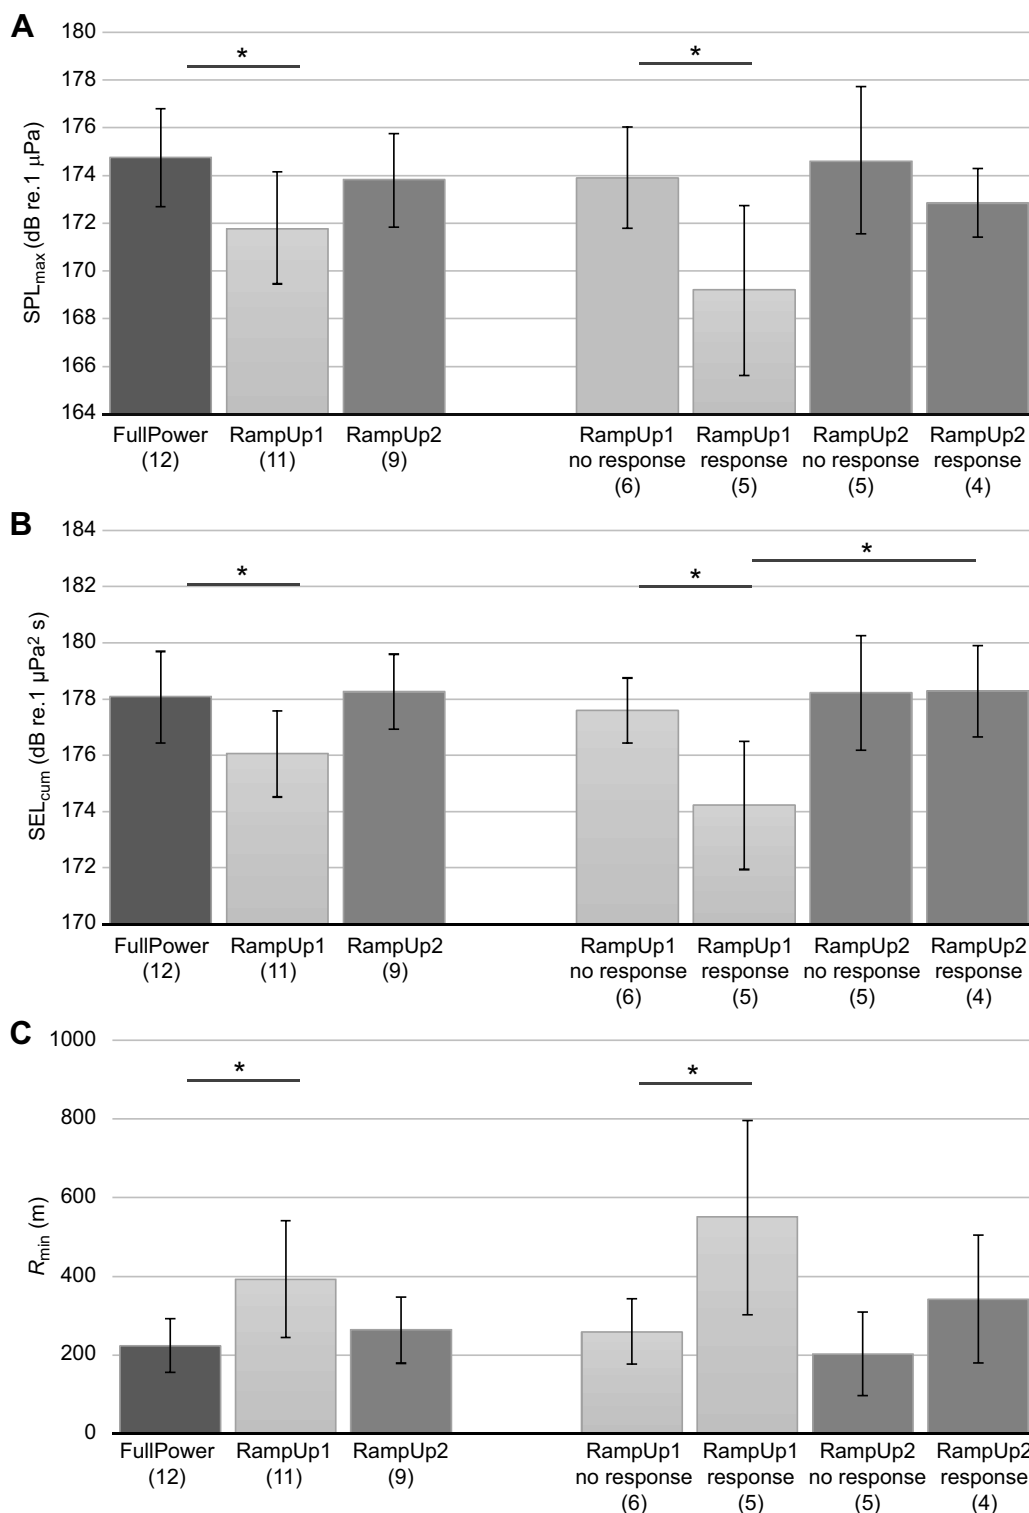 A
180
178
176
174
172
170
168
166
164
SPLmax (dB re.1 μPa)
*
*
FullPower
(12)
RampUp1
(11)
RampUp2
(9)
RampUp1
no response
(6)
RampUp1
response
(5)
RampUp2
no response
(5)
RampUp2
response
(4)
B
184
182
180
178
176
174
172
170
SELcum (dB re.1 μPa² s)
*
*
*
FullPower
(12)
RampUp1
(11)
RampUp2
(9)
RampUp1
no response
(6)
RampUp1
response
(5)
RampUp2
no response
(5)
RampUp2
response
(4)
C
1000
800
600
400
200
0
Rmin (m)
*
*
FullPower
(12)
RampUp1
(11)
RampUp2
(9)
RampUp1
no response
(6)
RampUp1
response
(5)
RampUp2
no response
(5)
RampUp2
response
(4)